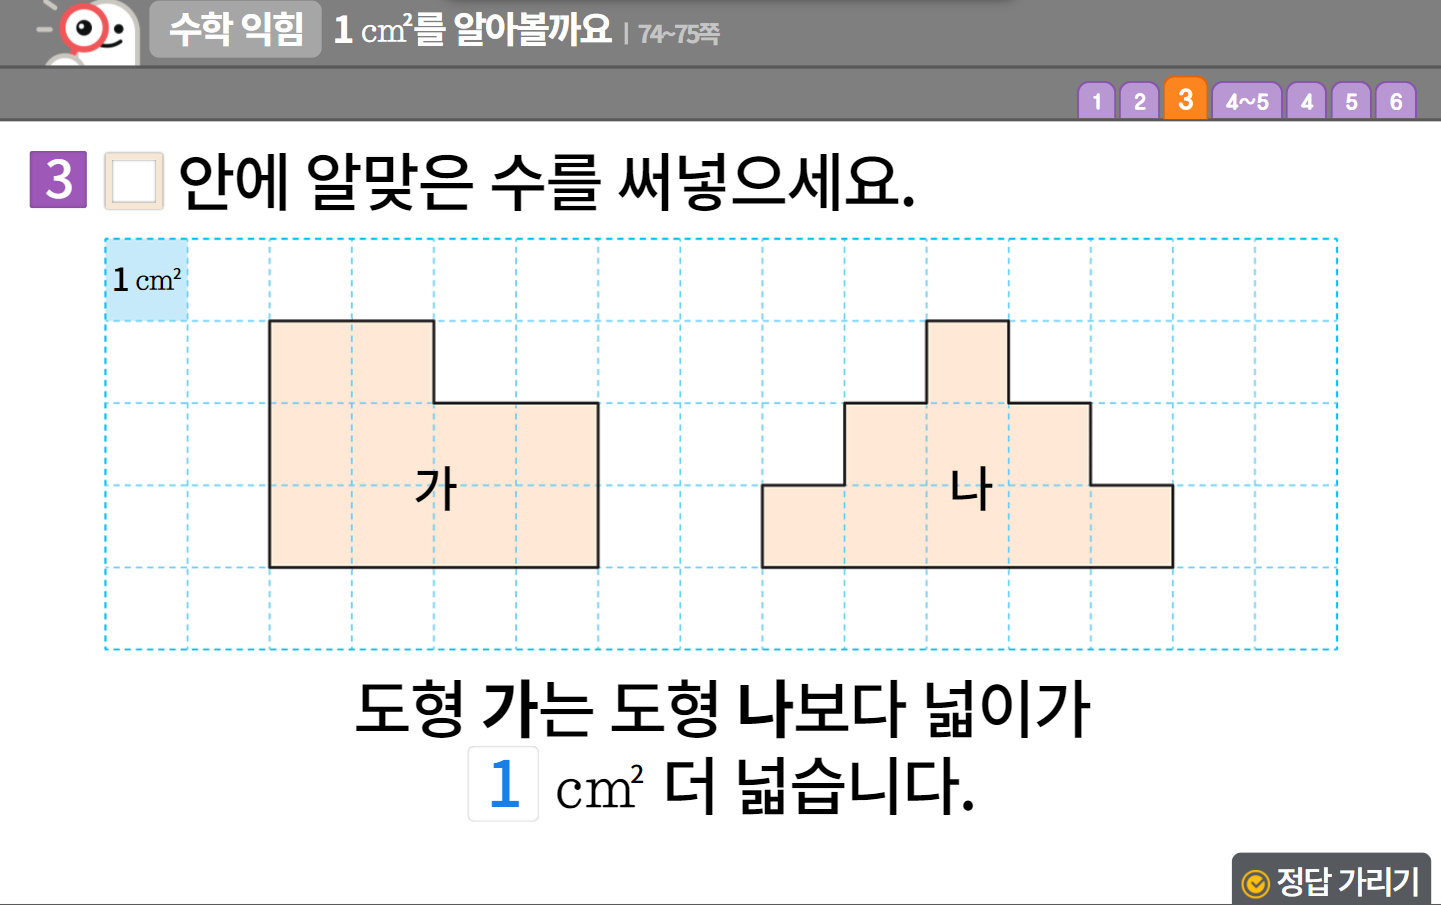 수학 익힘 1 cm²를 알아볼까요 | 74~75쪽
1 2 3 4~5 4 5 6
3 □ 안에 알맞은 수를 써넣으세요.
1 cm²
가 나
도형 가는 도형 나보다 넓이가
1 cm² 더 넓습니다.
정답 가리기